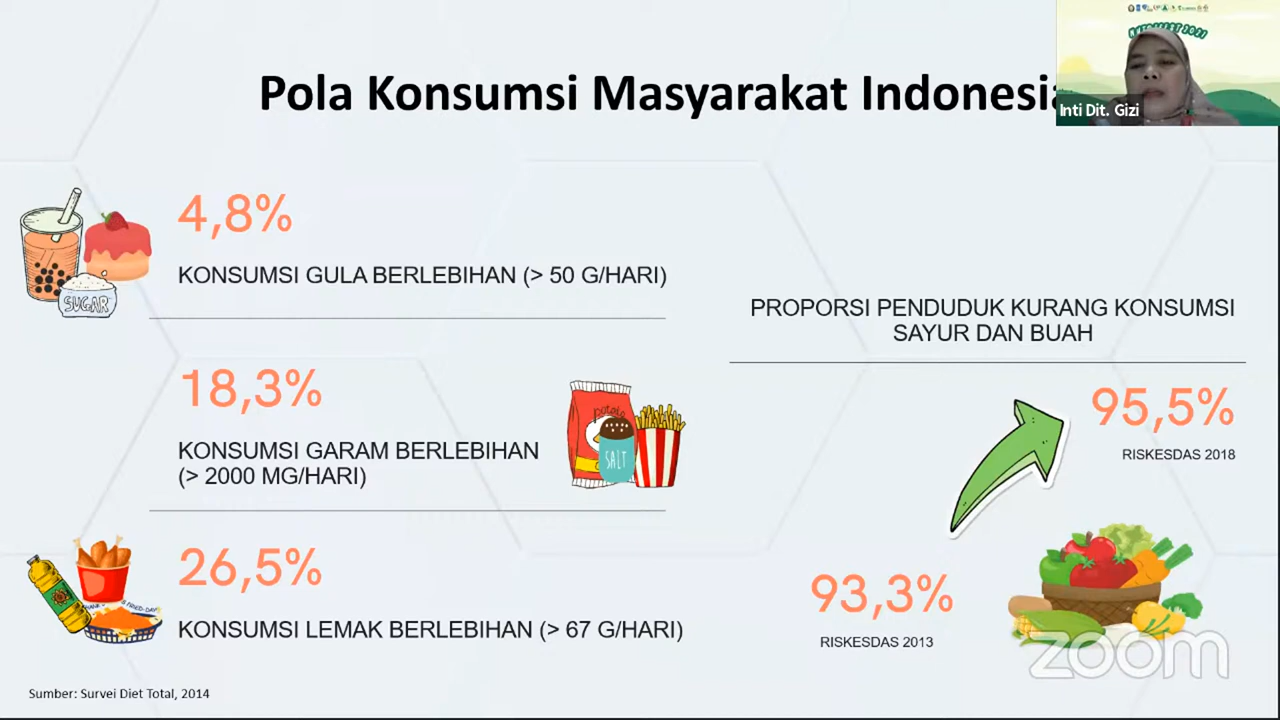 Pola Konsumsi Masyarakat Indonesia
Inti Dit. Gizi
4,8%
KONSUMSI GULA BERLEBIHAN (> 50 G/HARI)
SUGAR
18,3%
KONSUMSI GARAM BERLEBIHAN
(> 2000 MG/HARI)
potato
SALT
26,5%
KONSUMSI LEMAK BERLEBIHAN (> 67 G/HARI)
Sumber: Survei Diet Total, 2014
PROPORSI PENDUDUK KURANG KONSUMSI
SAYUR DAN BUAH
95,5%
RISKESDAS 2018
93,3%
RISKESDAS 2013
zoom